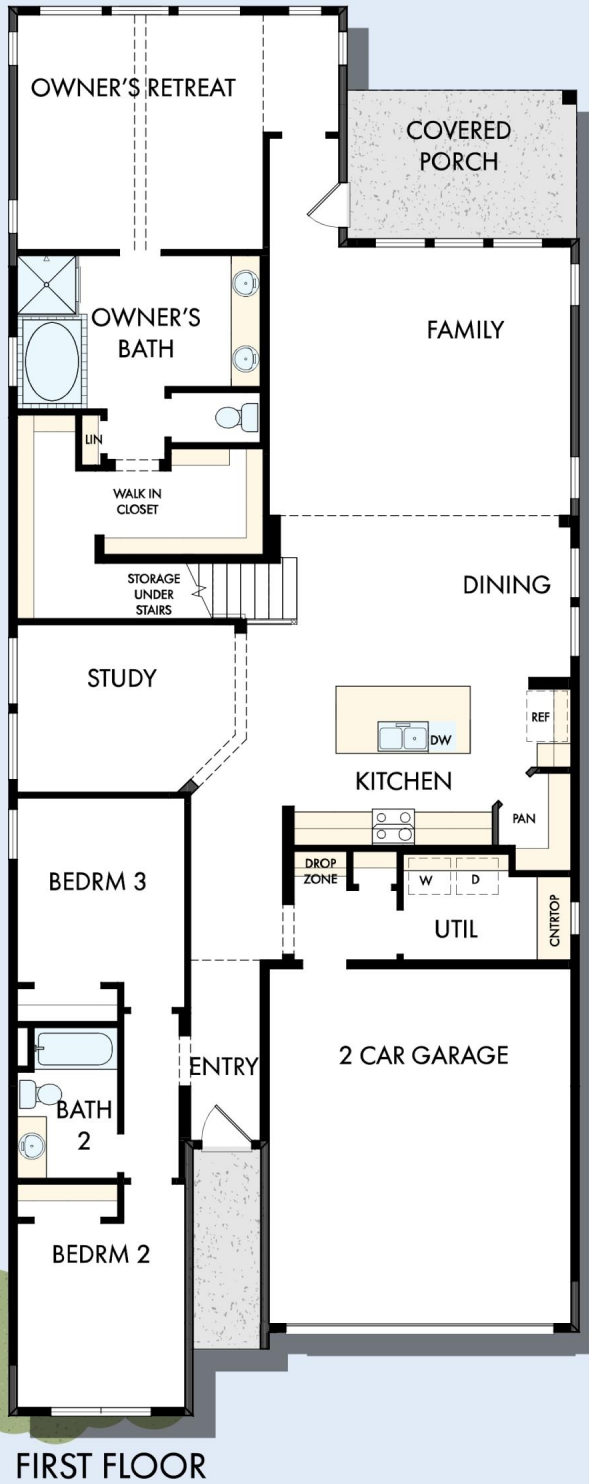 OWNER'S RETREAT
COVERED
PORCH
OWNER'S
BATH
FAMILY
LIN
WALK IN
CLOSET
STORAGE
UNDER
STAIRS
DINING
STUDY
REF
DW
KITCHEN
PAN
BEDRM 3
DROP
ZONE
W
D
UTIL
CNTRTOP
ENTRY
2 CAR GARAGE
BATH
2
BEDRM 2
FIRST FLOOR